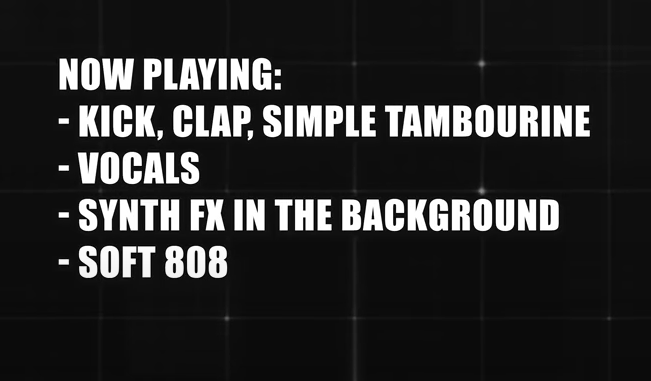 NOW PLAYING:
- KICK, CLAP, SIMPLE TAMBOURINE
- VOCALS
- SYNTH FX IN THE BACKGROUND
- SOFT 808